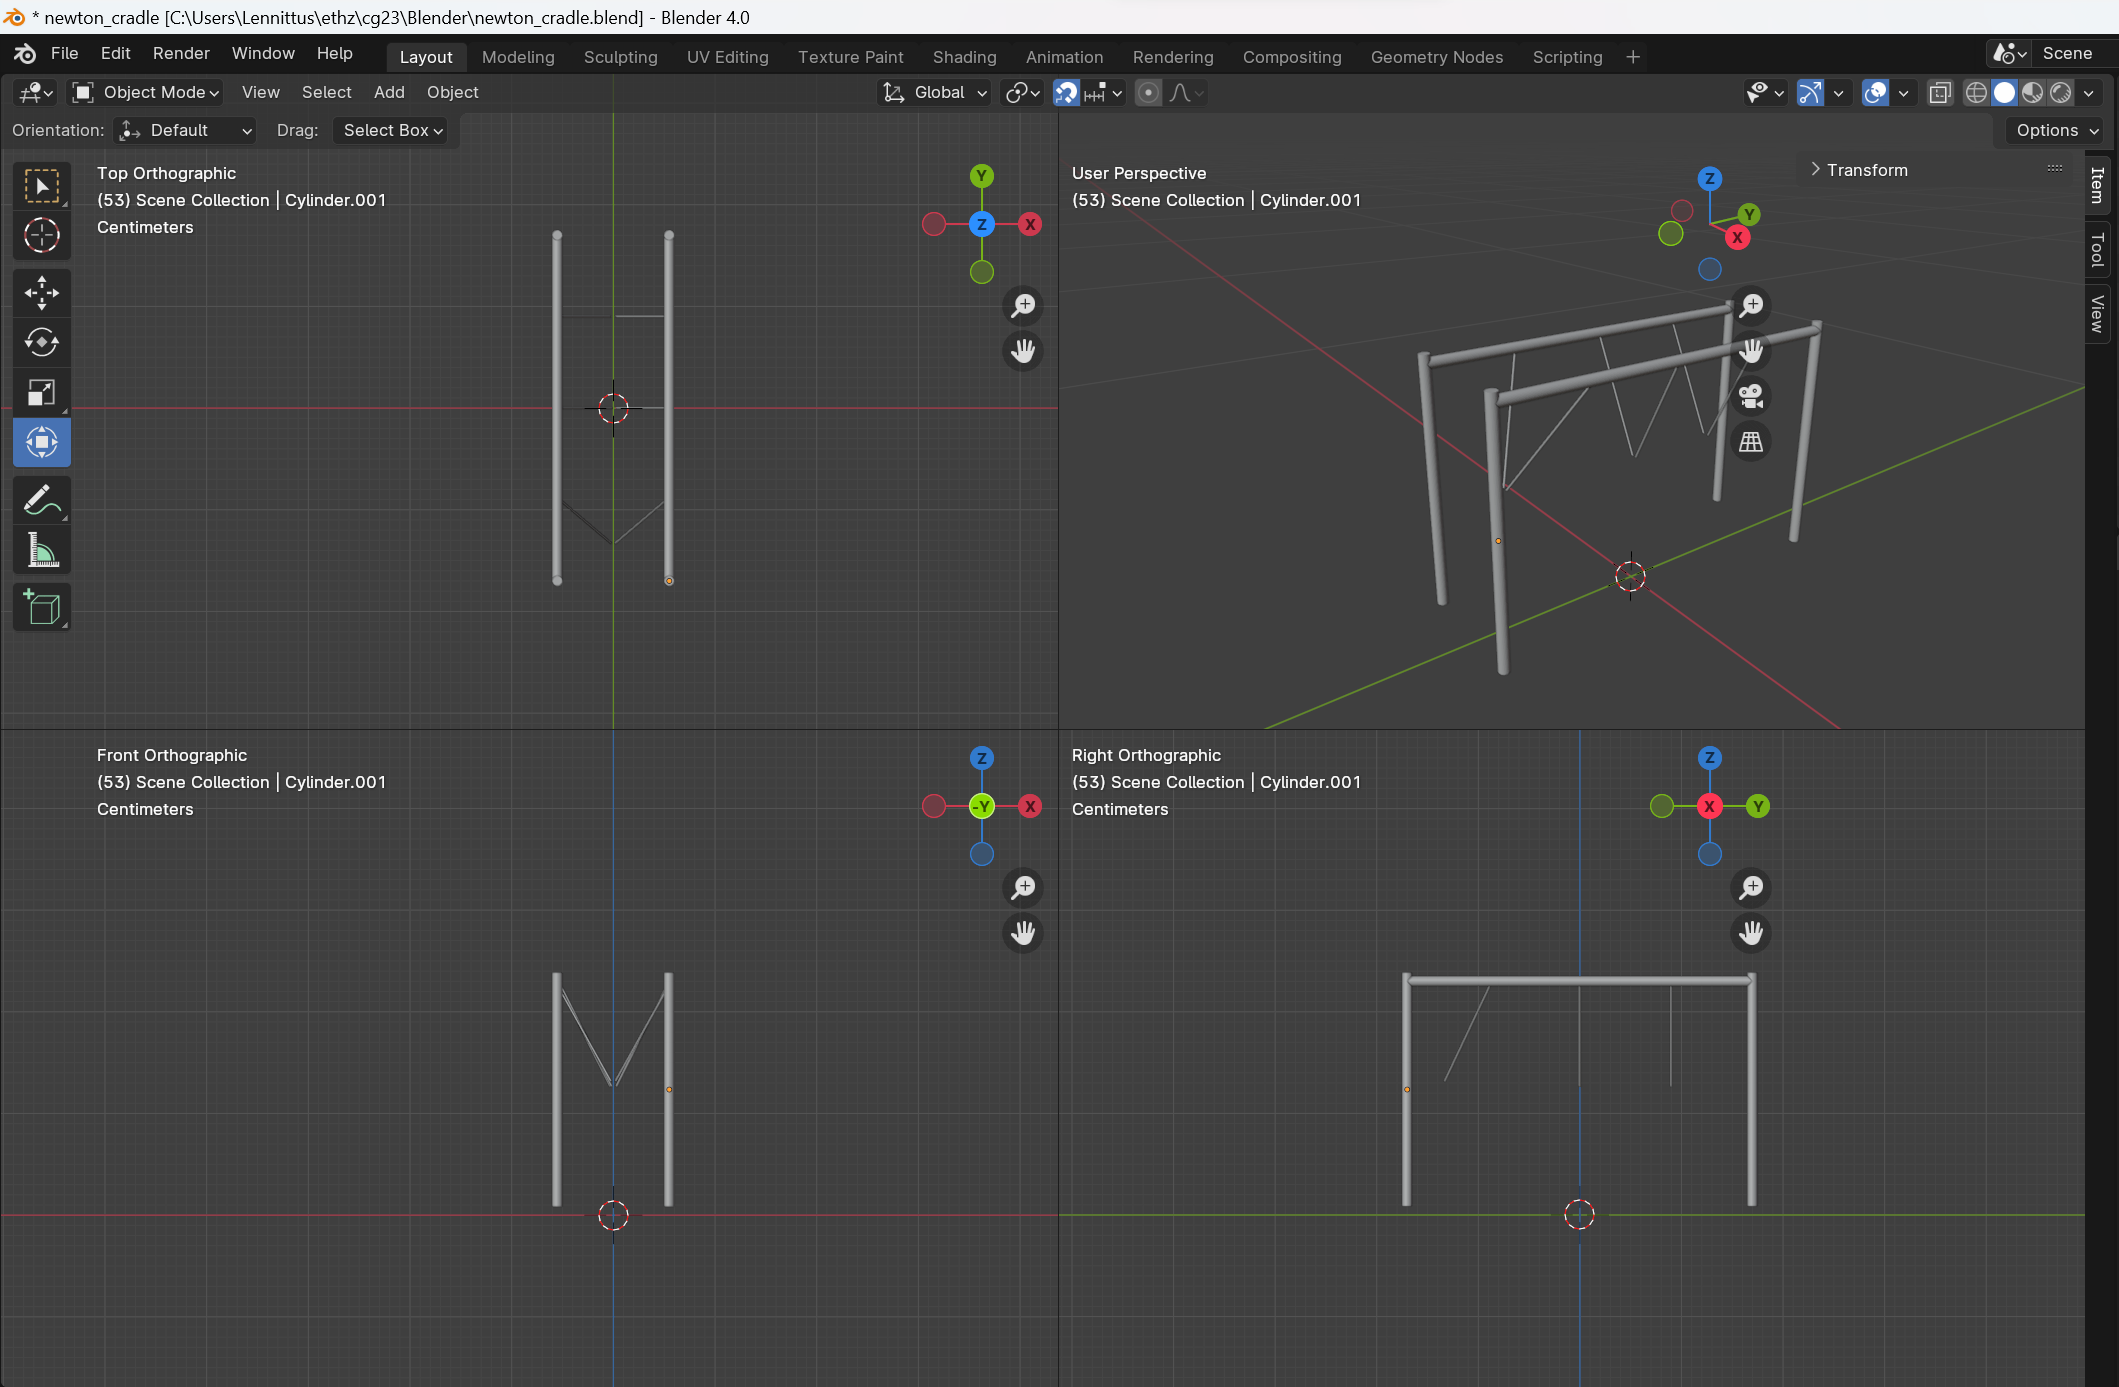 * newton_cradle [C:\Users\Lennittus\ethz\cg23\Blender\newton_cradle.blend] - Blender 4.0
File Edit Render Window Help Layout Modeling Sculpting UV Editing Texture Paint Shading Animation Rendering Compositing Geometry Nodes Scripting + Scene
Object Mode View Select Add Object Global
Orientation: Default Drag: Select Box Options
Top Orthographic
(53) Scene Collection | Cylinder.001
Centimeters
Y
Z
X
User Perspective
(53) Scene Collection | Cylinder.001
Z
Y
X
Transform
Item
Tool
View
Front Orthographic
(53) Scene Collection | Cylinder.001
Centimeters
Z
-Y
X
Right Orthographic
(53) Scene Collection | Cylinder.001
Centimeters
Z
X
Y